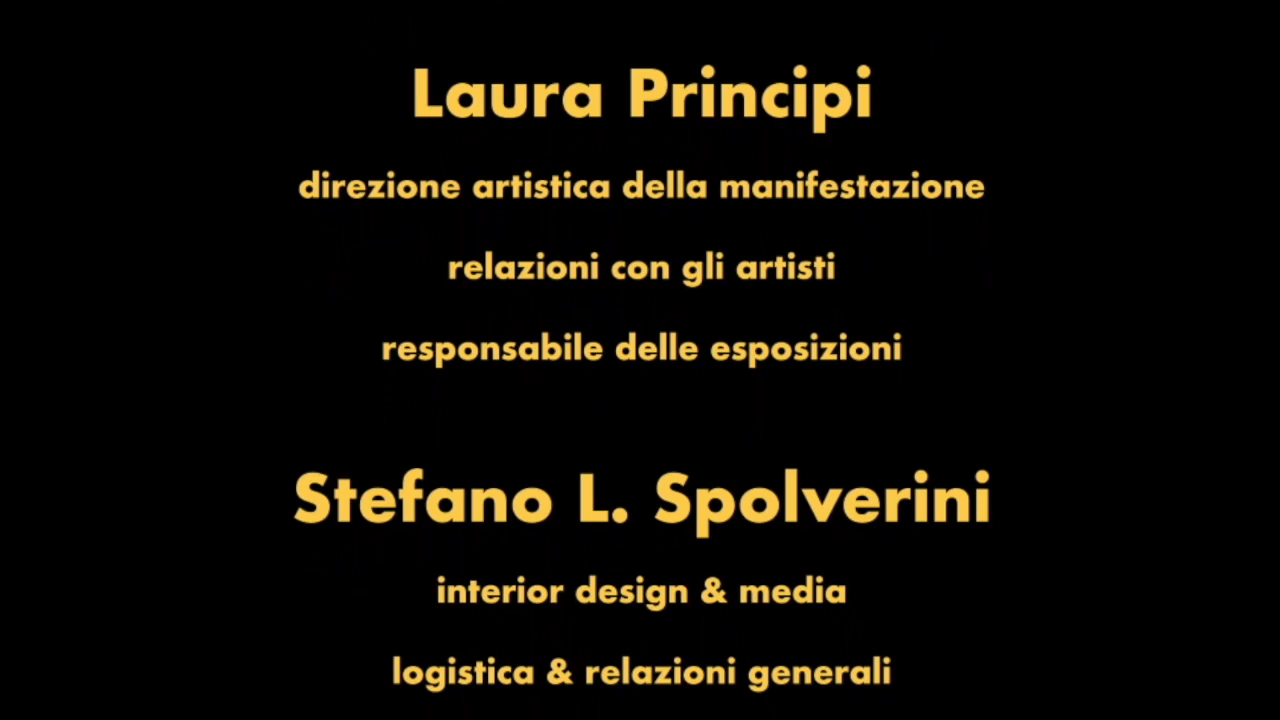 Laura Principi
direzione artistica della manifestazione
relazioni con gli artisti
responsabile delle esposizioni
Stefano L. Spolverini
interior design & media
logistica & relazioni generali